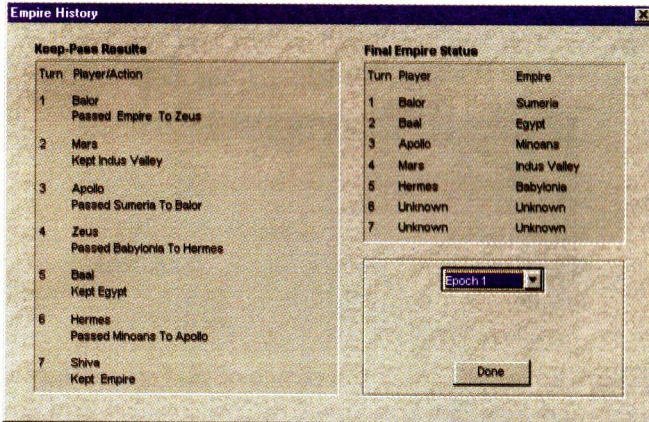 Empire History
Keep-Pass Results
Turn Player/Action
1 Balor
Passed Empire To Zeus
2 Mars
Kept Indus Valley
3 Apollo
Passed Sumeria To Balor
4 Zeus
Passed Babylonia To Hermes
5 Baal
Kept Egypt
6 Hermes
Passed Minoans To Apollo
7 Shiva
Kept Empire
Final Empire Status
Turn Player Empire
1 Balor Sumeria
2 Baal Egypt
3 Apollo Minoans
4 Mars Indus Valley
5 Hermes Babylonia
6 Unknown Unknown
7 Unknown Unknown
Epoch 1
Done